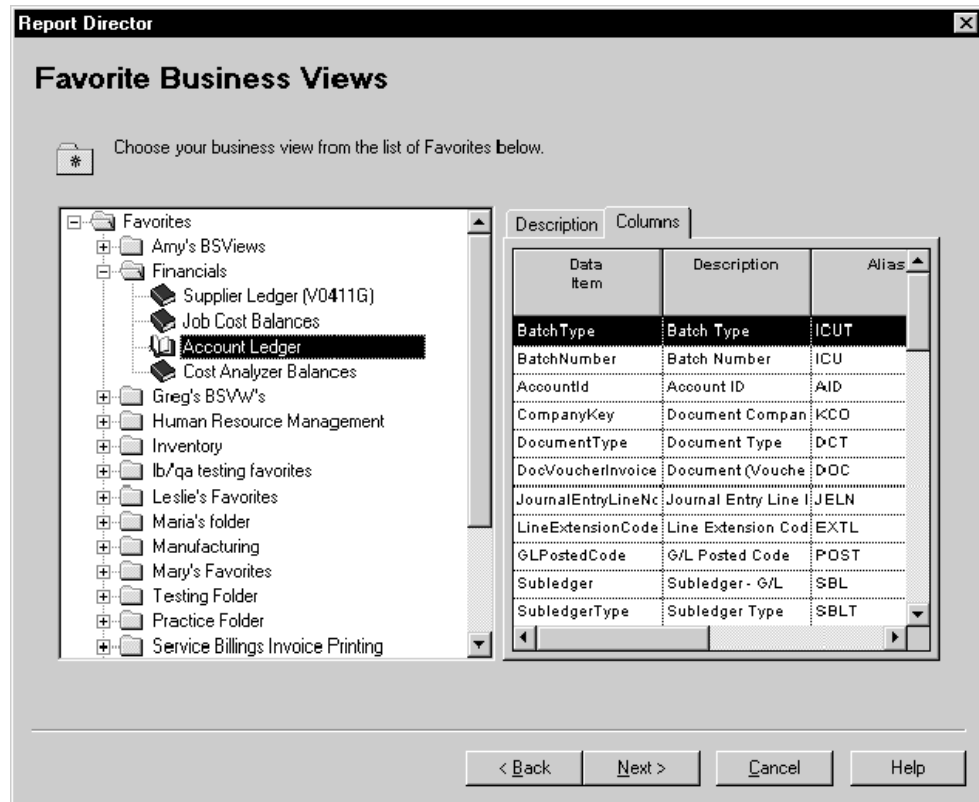 Report Director
Favorite Business Views
Choose your business view from the list of Favorites below.
Favorites
Amy's BSViews
Financials
Supplier Ledger (V0411G)
Job Cost Balances
Account Ledger
Cost Analyzer Balances
Greg's BSVW's
Human Resource Management
Inventory
lb/'qa testing favorites
Leslie's Favorites
Maria's folder
Manufacturing
Mary's Favorites
Testing Folder
Practice Folder
Service Billings Invoice Printing
Description Columns
Data Item Description Alias
BatchType Batch Type ICUT
BatchNumber Batch Number ICU
AccountId Account ID AID
CompanyKey Document Compan KCO
DocumentType Document Type DCT
DocVoucherInvoice Document (Vouche DOC
JournalEntryLineNo Journal Entry Line JELN
LineExtensionCode Line Extension Cod EXTL
GLPostedCode G/L Posted Code POST
Subledger Subledger - G/L SBL
SubledgerType Subledger Type SBLT
< Back Next > Cancel Help